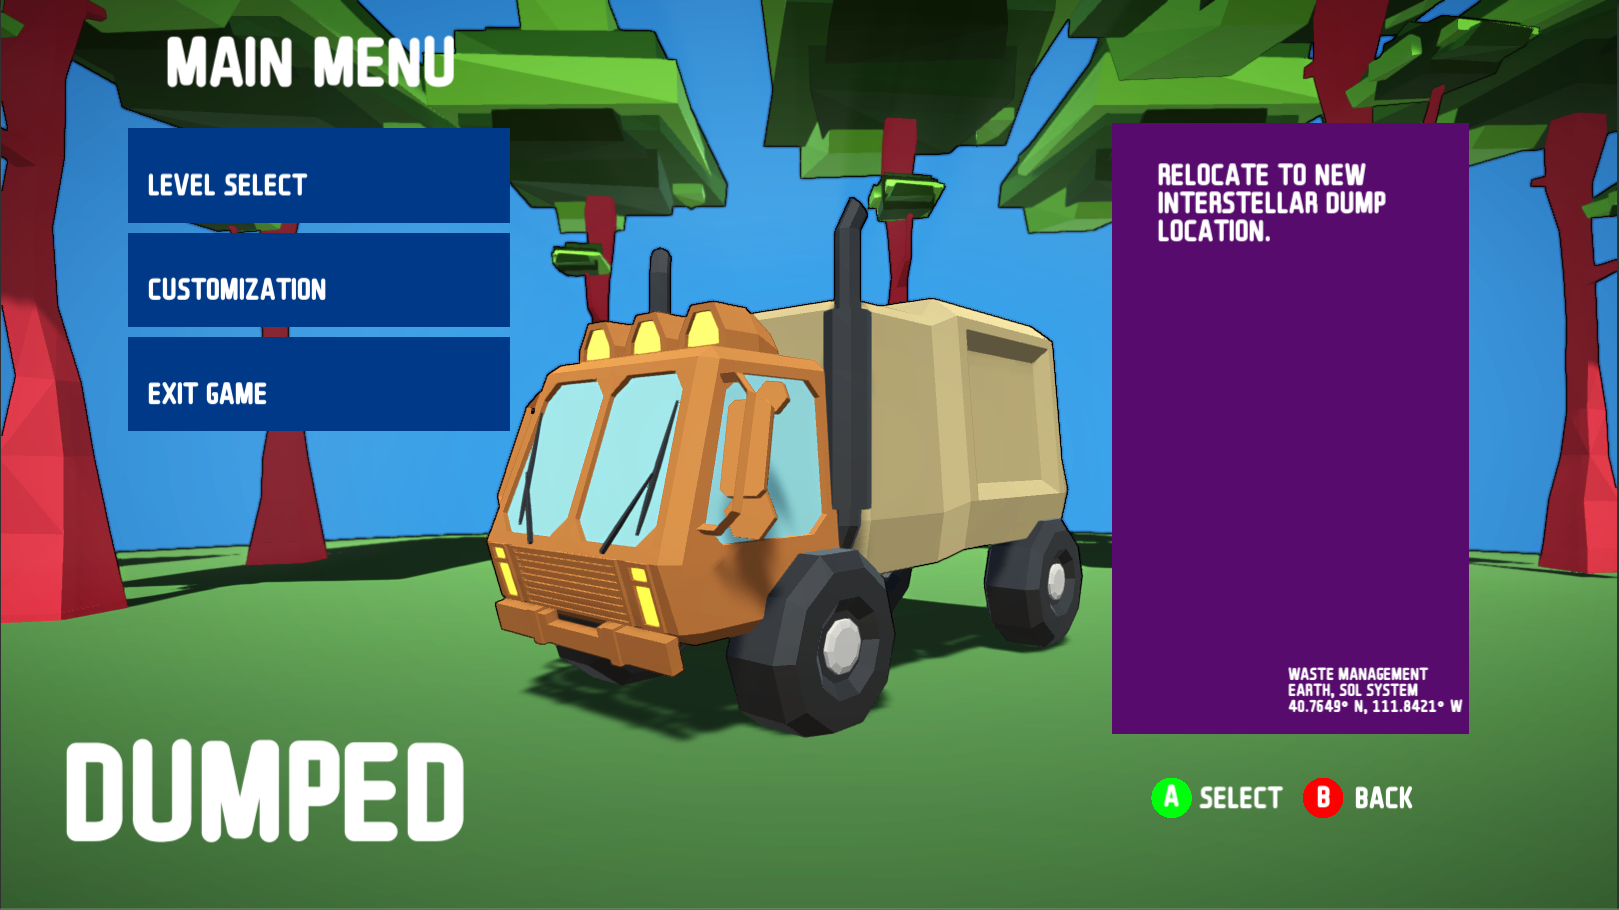 MAIN MENU
LEVEL SELECT
CUSTOMIZATION
EXIT GAME
RELOCATE TO NEW
INTERSTELLAR DUMP
LOCATION.
WASTE MANAGEMENT
EARTH, SOL SYSTEM
40.7649° N, 111.8421° W
DUMPED
A SELECT B BACK